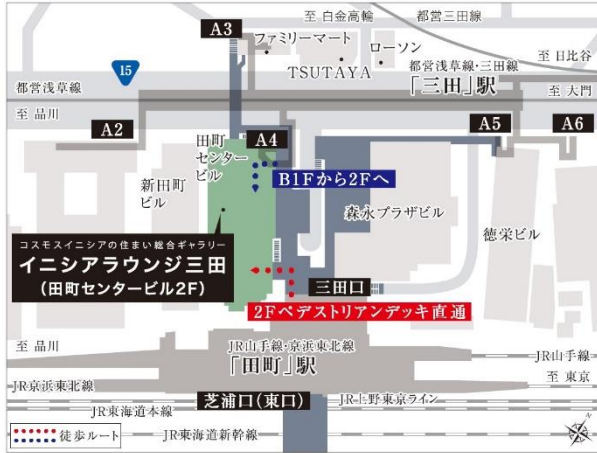 至 白金高輪
都営三田線
A3
ファミリーマート
ローソン
至 日比谷
TSUTAYA
都営浅草線・三田線
「三田」駅
15
都営浅草線
至 大門
至 品川
A2
田町
センター
ビル
A4
A5
A6
B1Fから2Fへ
新田町
ビル
森永プラザビル
徳栄ビル
コスモスイニシアの住まい総合ギャラリー
イニシアラウンジ三田
(田町センタービル2F)
三田口
2Fペデストリアンデッキ直通
至 品川
JR山手線・京浜東北線
「田町」駅
JR山手線
至 東京
JR京浜東北線
芝浦口(東口)
JR上野東京ライン
JR東海道本線
徒歩ルート
JR東海道新幹線
N